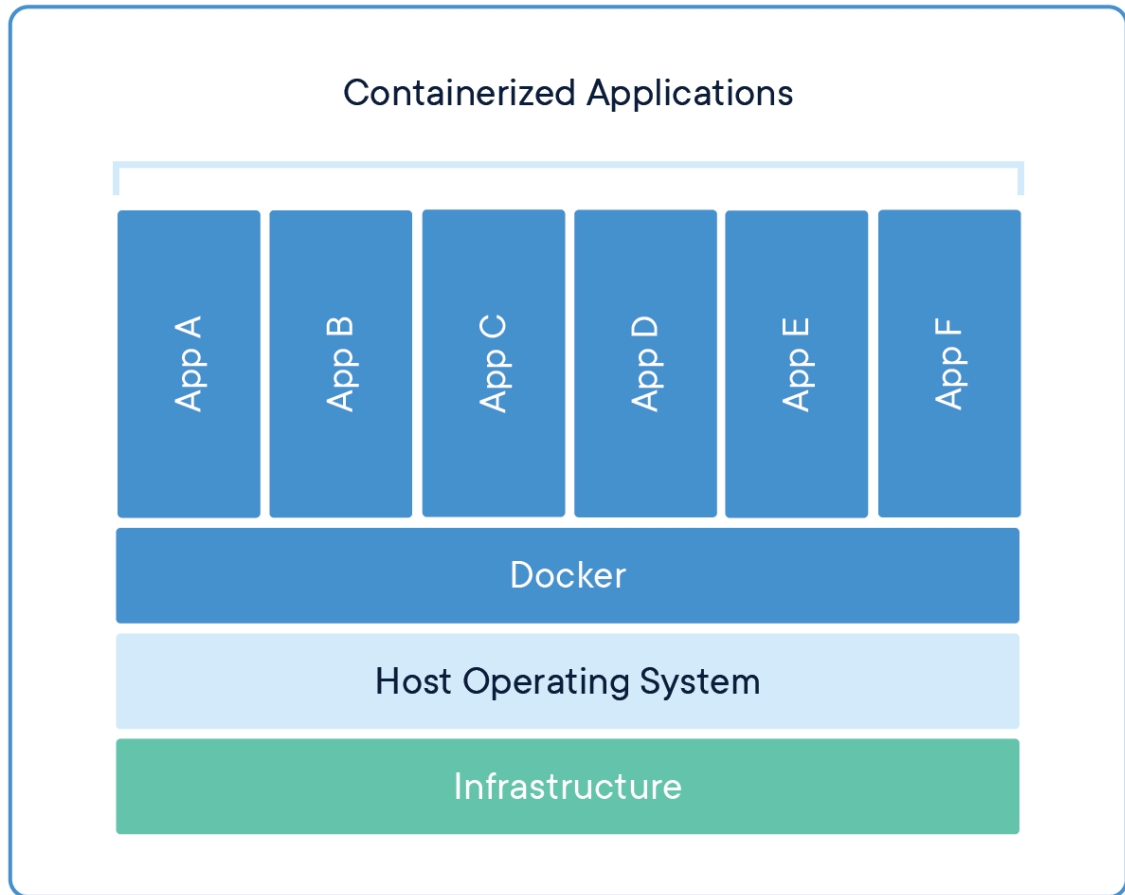 Containerized Applications
App A
App B
App C
App D
App E
App F
Docker
Host Operating System
Infrastructure